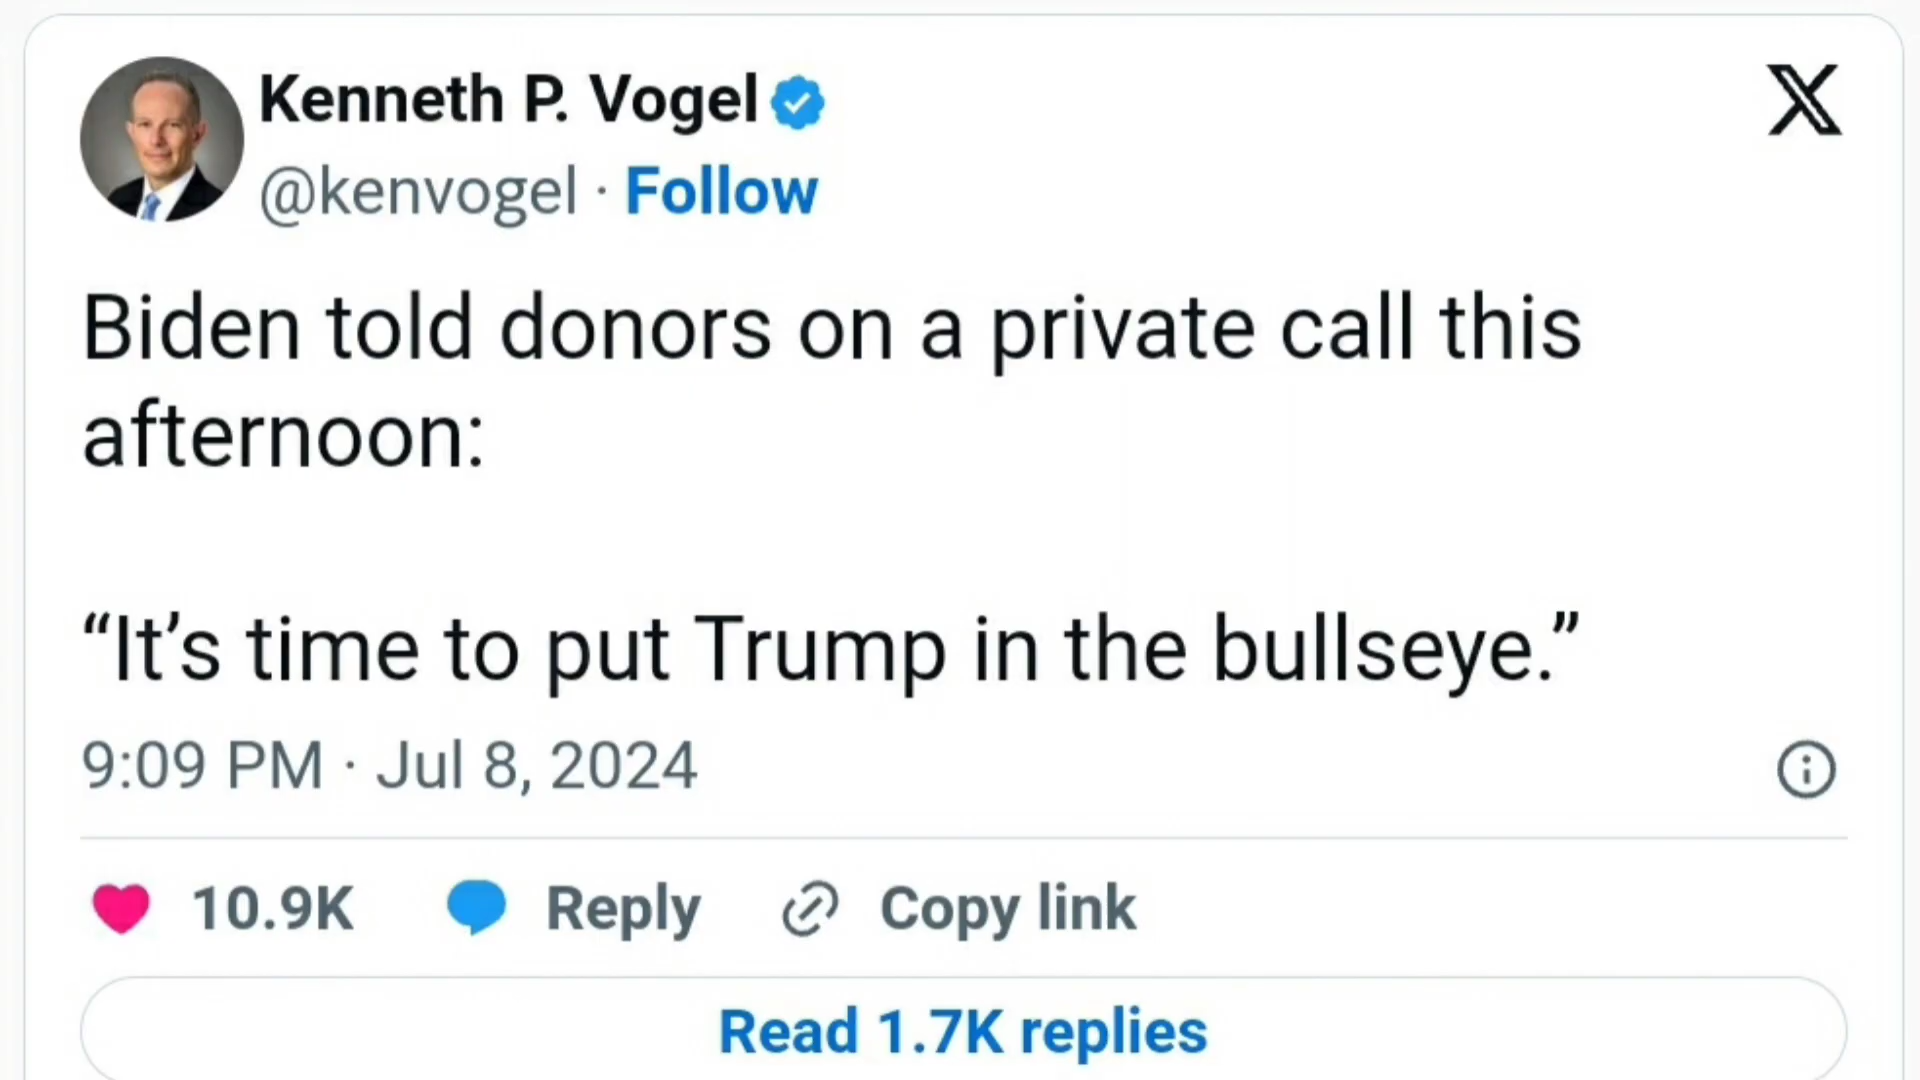 Kenneth P. Vogel
@kenvogel · Follow
Biden told donors on a private call this
afternoon:
“It’s time to put Trump in the bullseye.”
9:09 PM · Jul 8, 2024
10.9K Reply Copy link
Read 1.7K replies